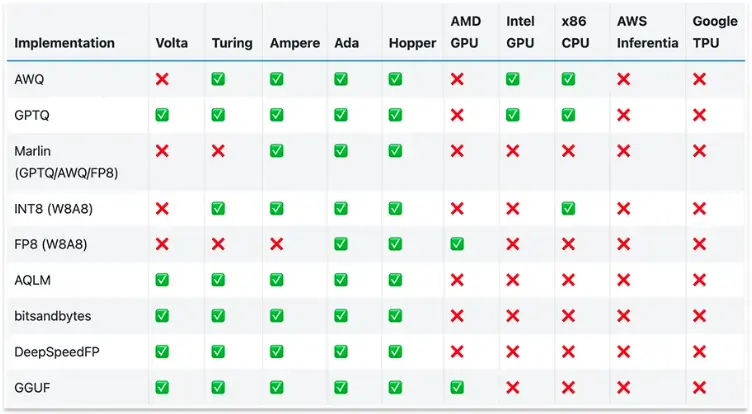 Implementation Volta Turing Ampere Ada Hopper AMD GPU Intel GPU x86 CPU AWS Inferentia Google TPU
AWQ ❌ ✅ ✅ ✅ ✅ ❌ ✅ ✅ ❌ ❌
GPTQ ✅ ✅ ✅ ✅ ✅ ❌ ✅ ✅ ❌ ❌
Marlin (GPTQ/AWQ/FP8) ❌ ❌ ✅ ✅ ✅ ❌ ❌ ❌ ❌ ❌
INT8 (W8A8) ❌ ✅ ✅ ✅ ✅ ❌ ❌ ✅ ❌ ❌
FP8 (W8A8) ❌ ❌ ❌ ✅ ✅ ✅ ❌ ❌ ❌ ❌
AQLM ✅ ✅ ✅ ✅ ✅ ❌ ❌ ❌ ❌ ❌
bitsandbytes ✅ ✅ ✅ ✅ ✅ ❌ ❌ ❌ ❌ ❌
DeepSpeedFP ✅ ✅ ✅ ✅ ✅ ❌ ❌ ❌ ❌ ❌
GGUF ✅ ✅ ✅ ✅ ✅ ✅ ❌ ❌ ❌ ❌